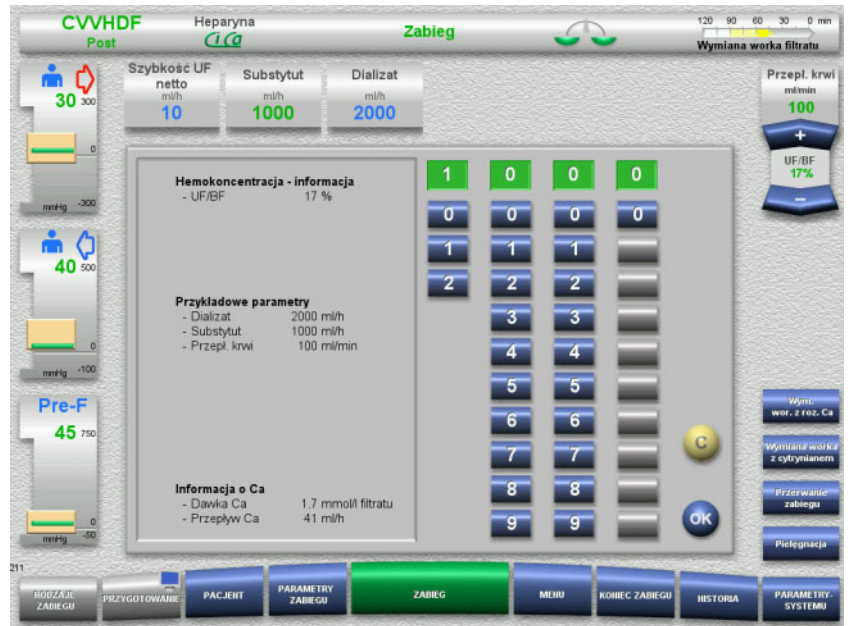 CVVHDF
Post
Heparyna
CiCa
Zabieg
120 90 60 30 0 min
Wymiana worka filtratu
30 300
0
mmHg -300
Szybkość UF netto
ml/h
10
Substytut
ml/h
1000
Dializat
ml/h
2000
Przepł. krwi
ml/min
100
+
UF/BF
17%
−
40 500
0
mmHg -100
Pre-F
45 750
0
mmHg -50
Hemokoncentracja - informacja
- UF/BF 17 %
Przykładowe parametry
- Dializat 2000 ml/h
- Substytut 1000 ml/h
- Przepł. krwi 100 ml/min
Informacja o Ca
- Dawka Ca 1.7 mmol/l filtratu
- Przepływ Ca 41 ml/h
1 0 0 0
0 0 0 0
1 1 1
2 2 2
3 3
4 4
5 5
6 6
7 7
8 8
9 9
C
OK
Wymi.
wor. z roz. Ca
Wymiana worka
z cytrynianem
Przerwanie
zabiegu
Pielęgnacja
211
RODZAJE ZABIEGU
PRZYGOTOWANIE
PACJENT
PARAMETRY ZABIEGU
ZABIEG
MENU
KONIEC ZABIEGU
HISTORIA
PARAMETRY-SYSTEMU